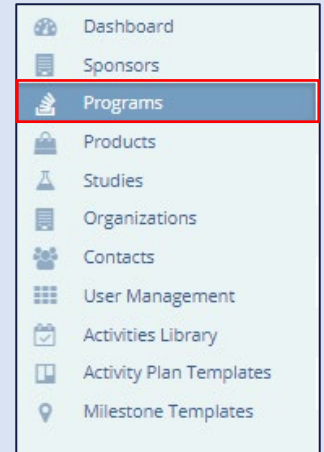 Dashboard
Sponsors
Programs
Products
Studies
Organizations
Contacts
User Management
Activities Library
Activity Plan Templates
Milestone Templates